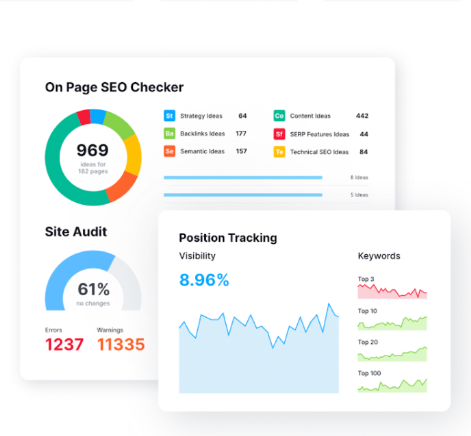 On Page SEO Checker
969
ideas for
182 pages
St Strategy Ideas 64
Ba Backlinks Ideas 177
Se Semantic Ideas 157
Co Content Ideas 442
Sf SERP Features Ideas 44
Te Technical SEO Ideas 84
8 Ideas
5 Ideas
Site Audit
61%
no changes
Errors
1237
Warnings
11335
Position Tracking
Visibility
8.96%
Keywords
Top 3
Top 10
Top 20
Top 100